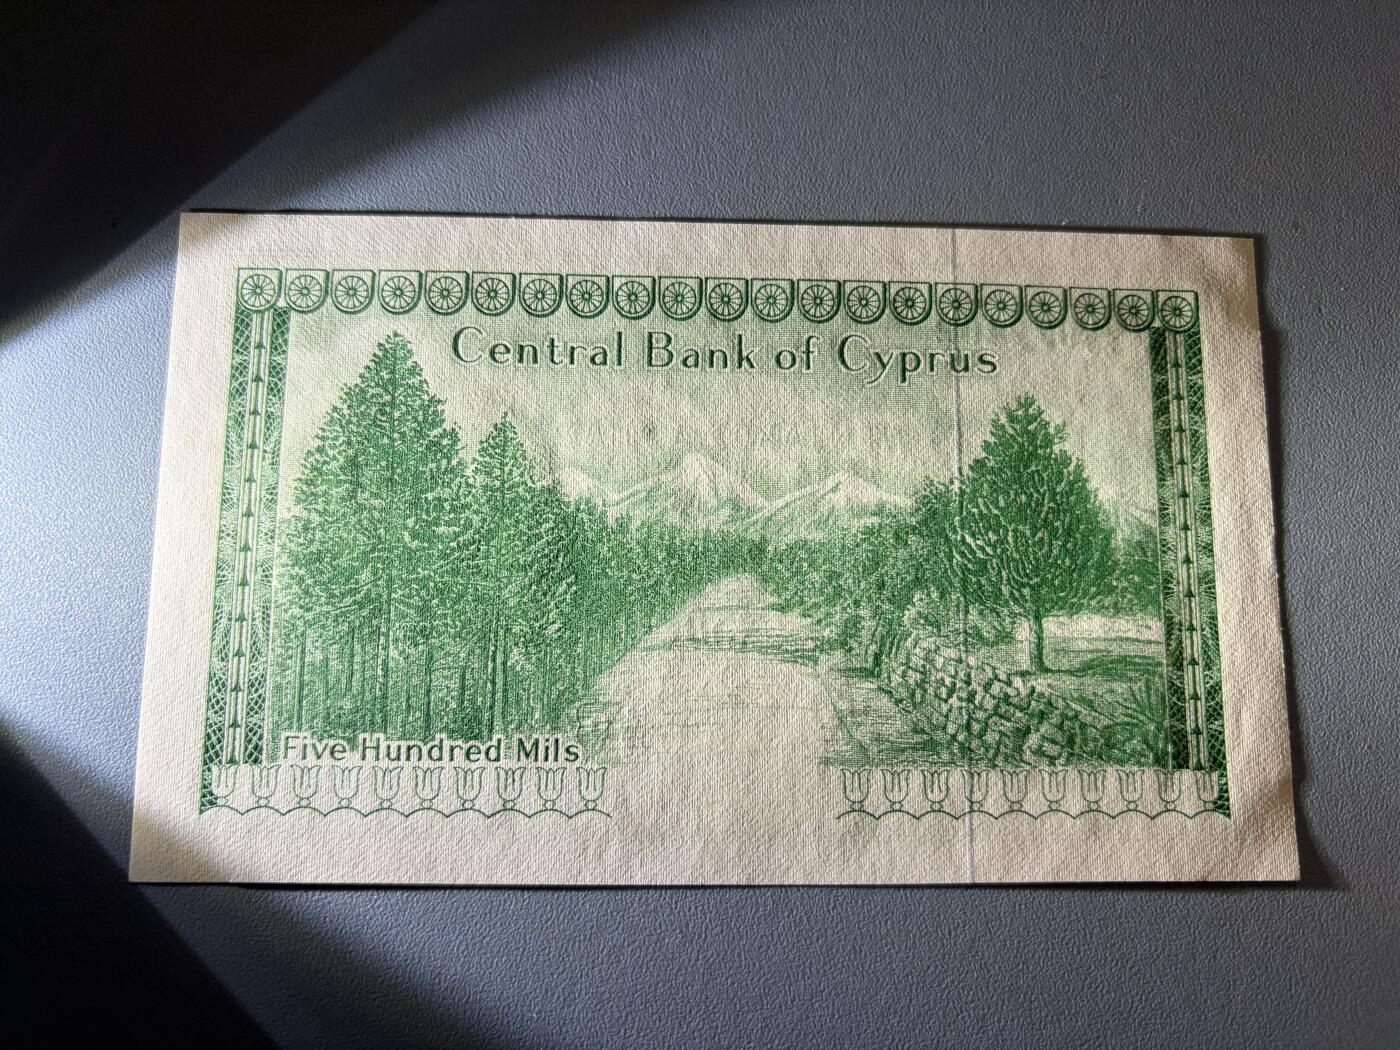 Central Bank of Cyprus
Five Hundred Mils